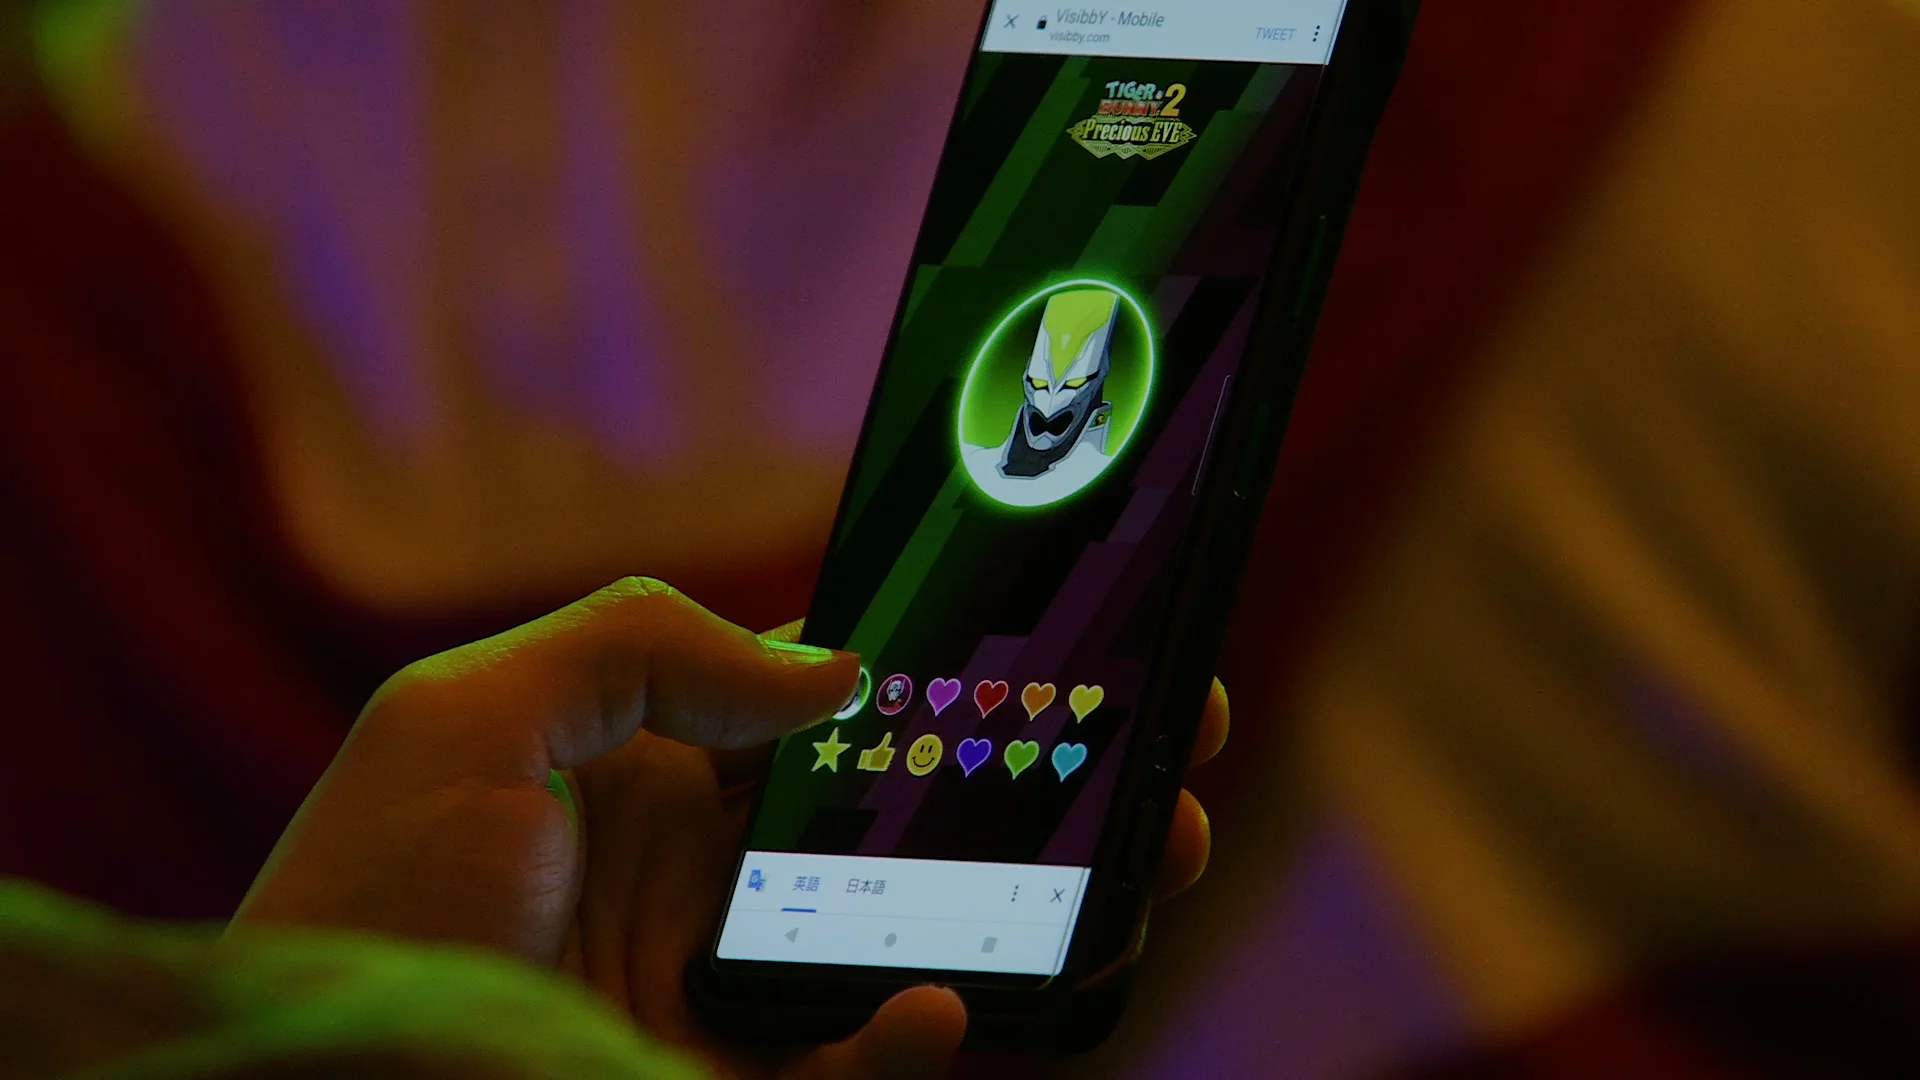 VisibbY - Mobile
visibby.com
TWEET
TIGER &
BUNNY 2
Precious EVE
英語 日本語